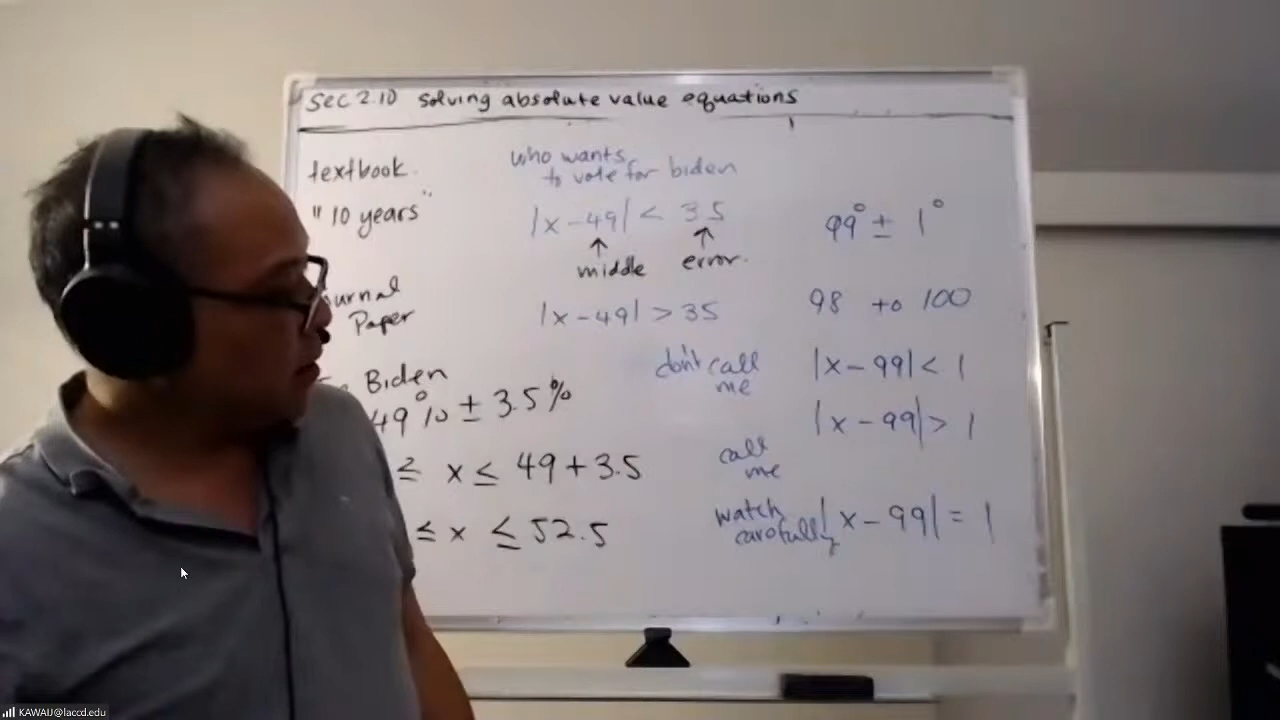 Sec 2.10 solving absolute value equations
textbook.
"10 years"
Paper
Biden
49% ± 3.5%
≤ x ≤ 49 + 3.5
≤ x ≤ 52.5
who wants
to vote for biden
|x - 49| < 3.5
↑ ↑
middle error.
|x - 49| > 35
99° ± 1°
98 to 100
don't call
me
|x - 99| < 1
|x - 99| > 1
call
me
watch
carefully
|x - 99| = 1
KAWAIJ@laccd.edu